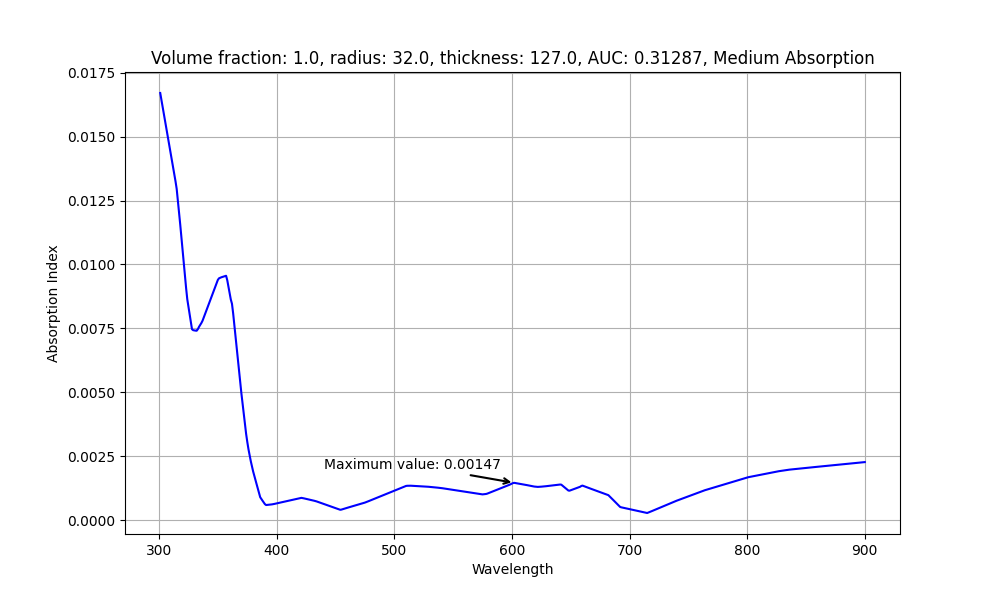 Volume fraction: 1.0, radius: 32.0, thickness: 127.0, AUC: 0.31287, Medium Absorption
0.0175
0.0150
0.0125
0.0100
0.0075
0.0050
0.0025
0.0000
Absorption Index
Maximum value: 0.00147
300 400 500 600 700 800 900
Wavelength